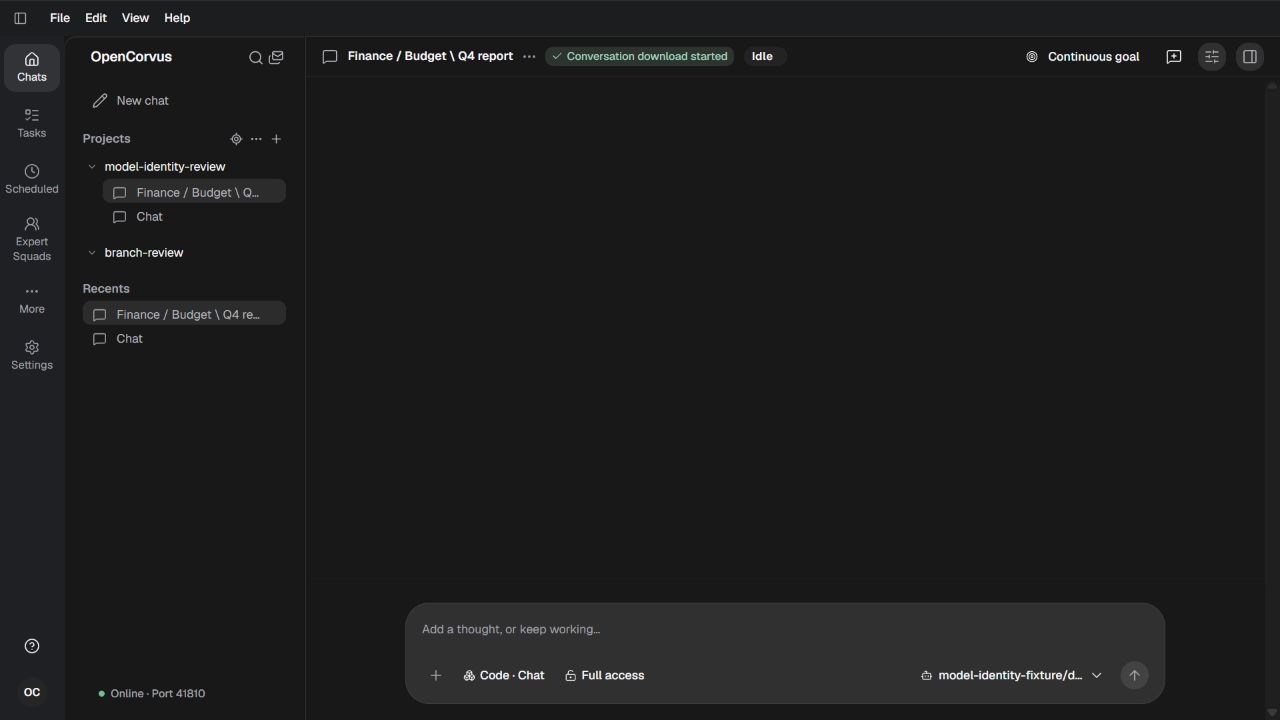 File Edit View Help
Chats
Tasks
Scheduled
Expert
Squads
More
Settings
OC
OpenCorvus
New chat
Projects
model-identity-review
Finance / Budget \ Q...
Chat
branch-review
Recents
Finance / Budget \ Q4 re...
Chat
Online · Port 41810
Finance / Budget \ Q4 report ··· Conversation download started Idle Continuous goal
Add a thought, or keep working...
Code · Chat Full access model-identity-fixture/d...